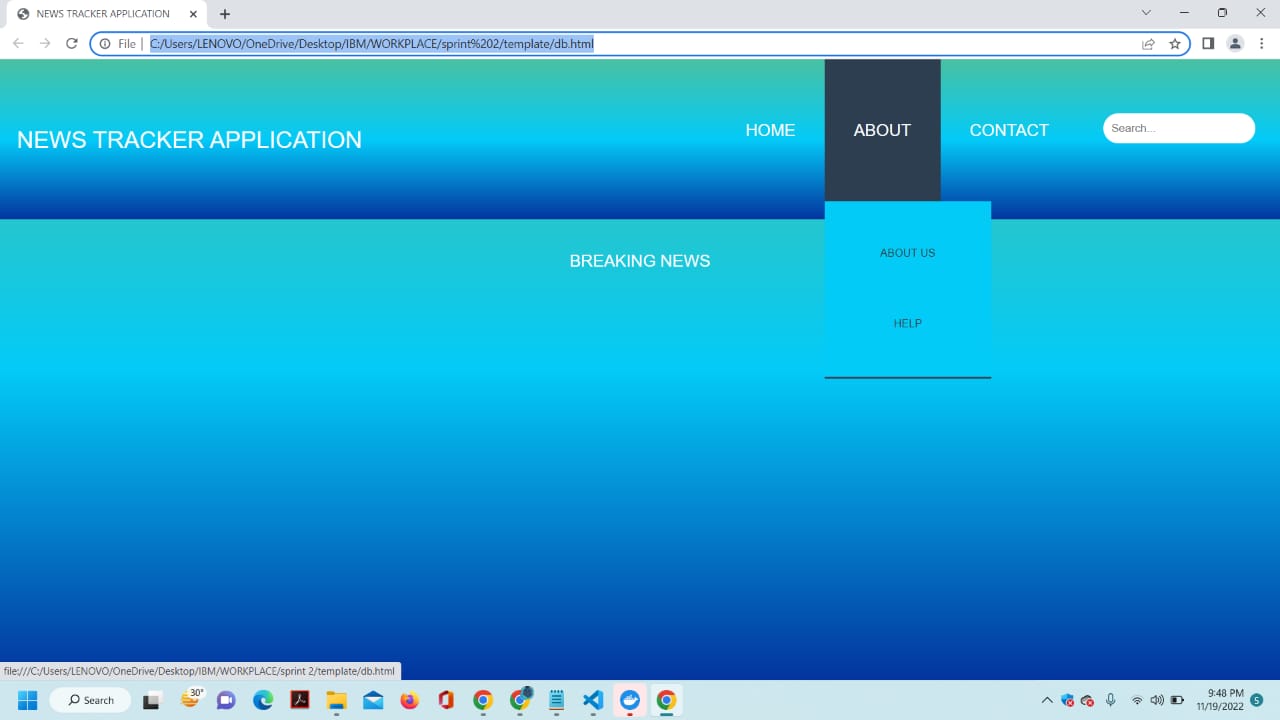 NEWS TRACKER APPLICATION
File
C:/Users/LENOVO/OneDrive/Desktop/IBM/WORKPLACE/sprint%202/template/db.html
NEWS TRACKER APPLICATION
HOME
ABOUT
CONTACT
Search...
BREAKING NEWS
ABOUT US
HELP
file:///C:/Users/LENOVO/OneDrive/Desktop/IBM/WORKPLACE/sprint 2/template/db.html
Search
30°
9:48 PM
11/19/2022
5